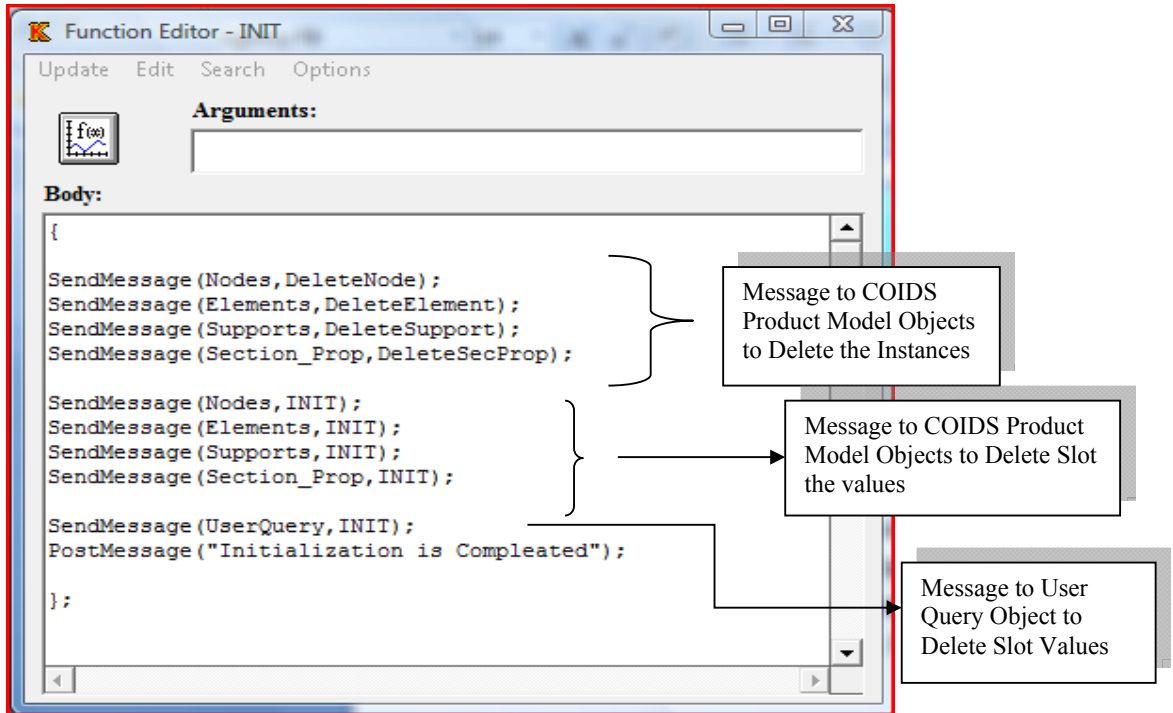 Function Editor - INIT
Update Edit Search Options
Arguments:
f(x)
Body:
{
SendMessage(Nodes,DeleteNode);
SendMessage(Elements,DeleteElement);
SendMessage(Supports,DeleteSupport);
SendMessage(Section_Prop,DeleteSecProp);
SendMessage(Nodes,INIT);
SendMessage(Elements,INIT);
SendMessage(Supports,INIT);
SendMessage(Section_Prop,INIT);
SendMessage(UserQuery,INIT);
PostMessage("Initialization is Compleated");
};
Message to COIDS
Product Model Objects
to Delete the Instances
Message to COIDS Product
Model Objects to Delete Slot
the values
Message to User
Query Object to
Delete Slot Values